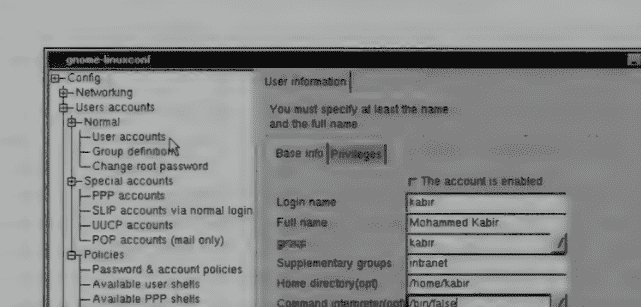 gnome-linuxconf
Config
Networking
Users accounts
Normal
User accounts
Group definitions
Change root password
Special accounts
PPP accounts
SLIP accounts via normal login
UUCP accounts
POP accounts (mail only)
Policies
Password & account policies
Available user shells
Available PPP shells
User information
You must specify at least the name
and the full name
Base info Privileges
The account is enabled
Login name kabir
Full name Mohammed Kabir
group kabir
Supplementary groups intranet
Home directory(opt) /home/kabir
Command interpreter(opt) /bin/false